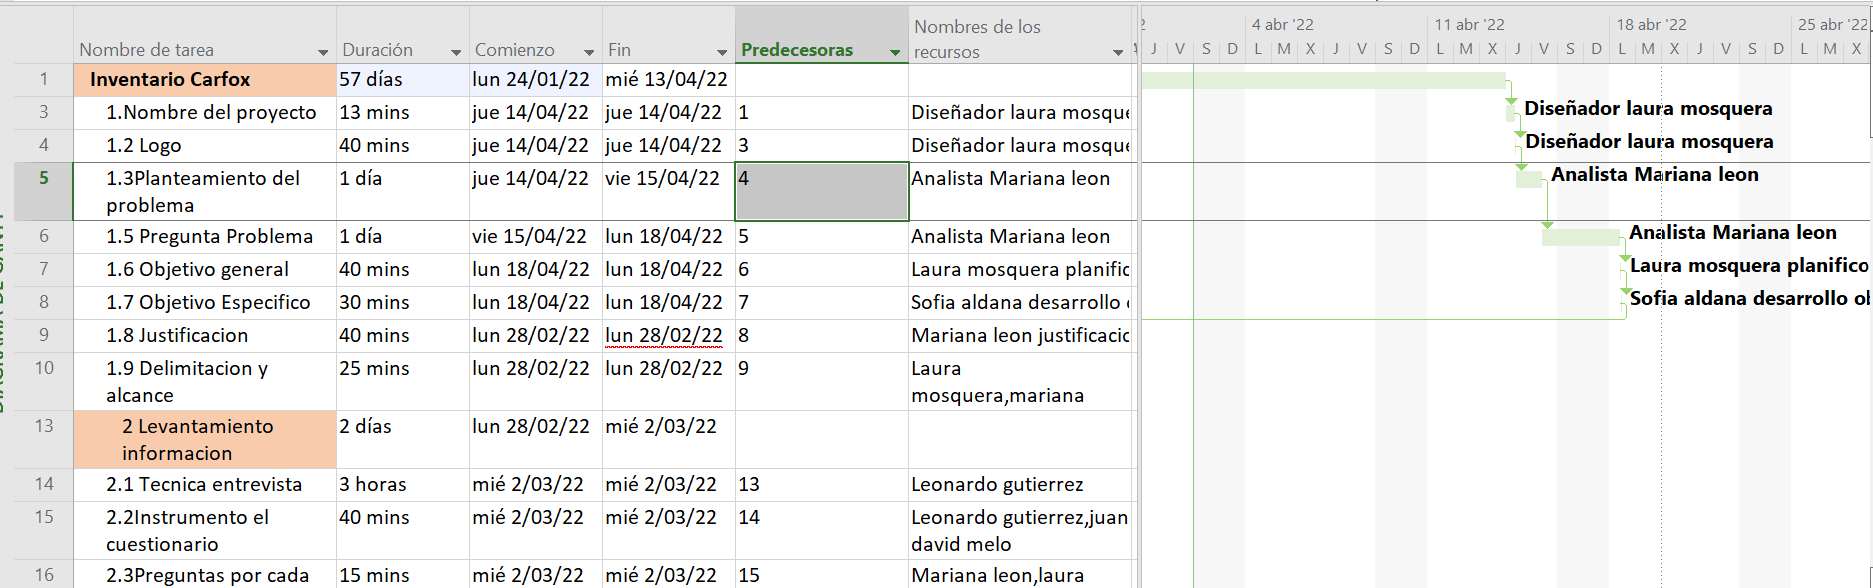 Nombre de tarea Duración Comienzo Fin Predecesoras Nombres de los recursos
4 abr '22 11 abr '22 18 abr '22 25 abr '22
J V S D L M X J V S D L M X J V S D L M X J V S D L M X
1 Inventario Carfox 57 días lun 24/01/22 mié 13/04/22
3 1.Nombre del proyecto 13 mins jue 14/04/22 jue 14/04/22 1 Diseñador laura mosque Diseñador laura mosquera
4 1.2 Logo 40 mins jue 14/04/22 jue 14/04/22 3 Diseñador laura mosque Diseñador laura mosquera
5 1.3Planteamiento del problema 1 día jue 14/04/22 vie 15/04/22 4 Analista Mariana leon Analista Mariana leon
6 1.5 Pregunta Problema 1 día vie 15/04/22 lun 18/04/22 5 Analista Mariana leon Analista Mariana leon
7 1.6 Objetivo general 40 mins lun 18/04/22 lun 18/04/22 6 Laura mosquera planific Laura mosquera planifico
8 1.7 Objetivo Especifico 30 mins lun 18/04/22 lun 18/04/22 7 Sofia aldana desarrollo Sofia aldana desarrollo ob
9 1.8 Justificacion 40 mins lun 28/02/22 lun 28/02/22 8 Mariana leon justificacio
10 1.9 Delimitacion y alcance 25 mins lun 28/02/22 lun 28/02/22 9 Laura mosquera,mariana
13 2 Levantamiento informacion 2 días lun 28/02/22 mié 2/03/22
14 2.1 Tecnica entrevista 3 horas mié 2/03/22 mié 2/03/22 13 Leonardo gutierrez
15 2.2Instrumento el cuestionario 40 mins mié 2/03/22 mié 2/03/22 14 Leonardo gutierrez,juan david melo
16 2.3Preguntas por cada 15 mins mié 2/03/22 mié 2/03/22 15 Mariana leon,laura